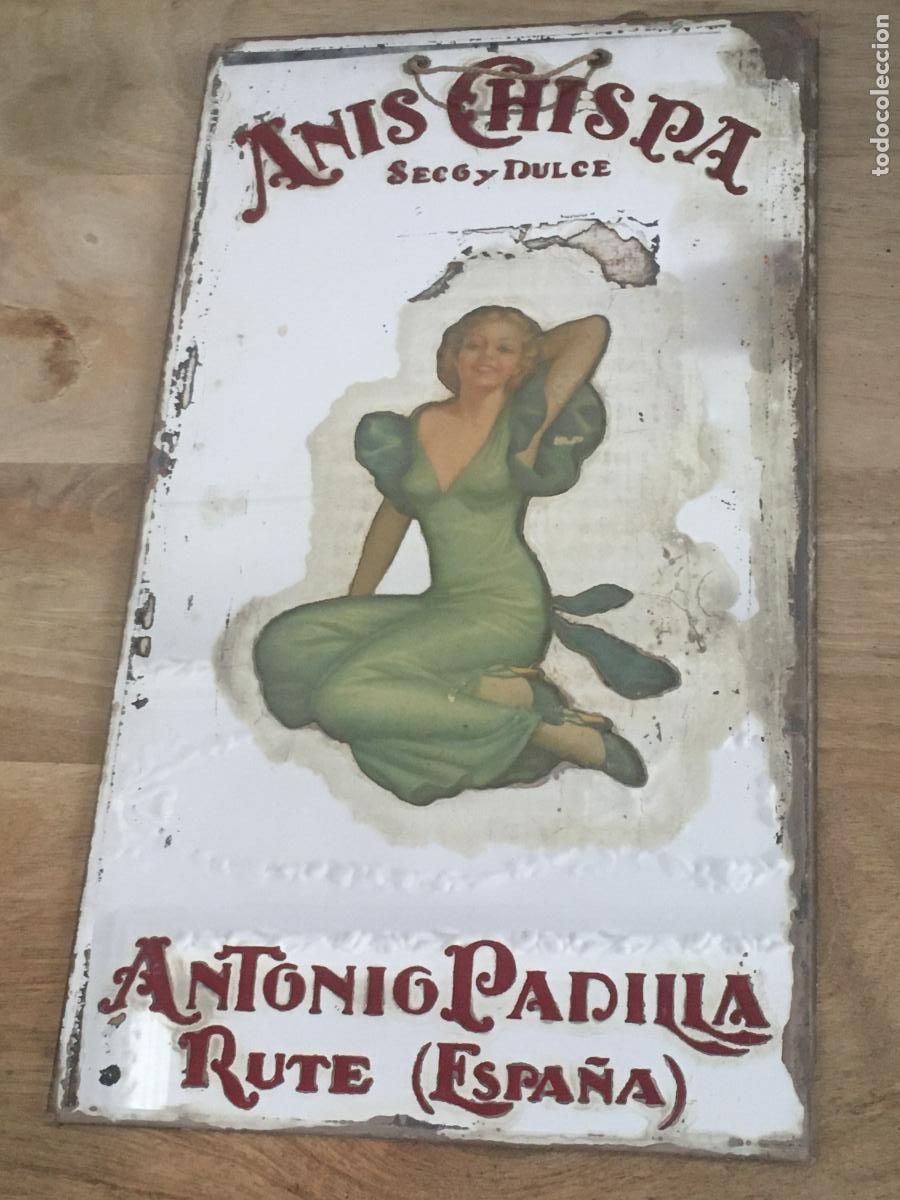 ANIS CHISPA
SECO y DULCE
ANTONIO PADILLA
RUTE (ESPAÑA)
todocoleccion